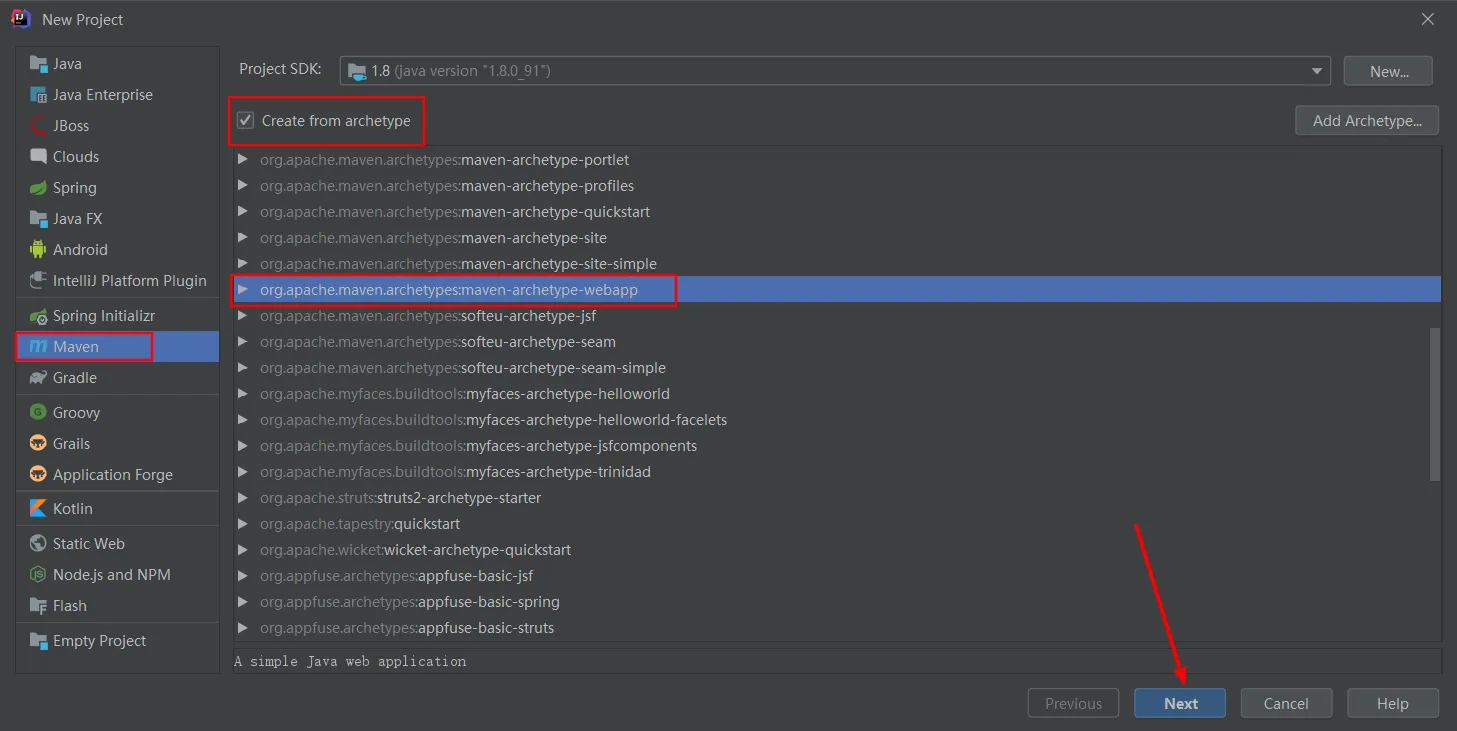 New Project
Java
Java Enterprise
JBoss
Clouds
Spring
Java FX
Android
IntelliJ Platform Plugin
Spring Initializr
Maven
Gradle
Groovy
Grails
Application Forge
Kotlin
Static Web
Node.js and NPM
Flash
Empty Project
Project SDK: 1.8 (java version "1.8.0_91") New...
Create from archetype Add Archetype...
org.apache.maven.archetypes:maven-archetype-portlet
org.apache.maven.archetypes:maven-archetype-profiles
org.apache.maven.archetypes:maven-archetype-quickstart
org.apache.maven.archetypes:maven-archetype-site
org.apache.maven.archetypes:maven-archetype-site-simple
org.apache.maven.archetypes:maven-archetype-webapp
org.apache.maven.archetypes:softeu-archetype-jsf
org.apache.maven.archetypes:softeu-archetype-seam
org.apache.maven.archetypes:softeu-archetype-seam-simple
org.apache.myfaces.buildtools:myfaces-archetype-helloworld
org.apache.myfaces.buildtools:myfaces-archetype-helloworld-facelets
org.apache.myfaces.buildtools:myfaces-archetype-jsfcomponents
org.apache.myfaces.buildtools:myfaces-archetype-trinidad
org.apache.struts:struts2-archetype-starter
org.apache.tapestry:quickstart
org.apache.wicket:wicket-archetype-quickstart
org.appfuse.archetypes:appfuse-basic-jsf
org.appfuse.archetypes:appfuse-basic-spring
org.appfuse.archetypes:appfuse-basic-struts
A simple Java web application
Previous Next Cancel Help